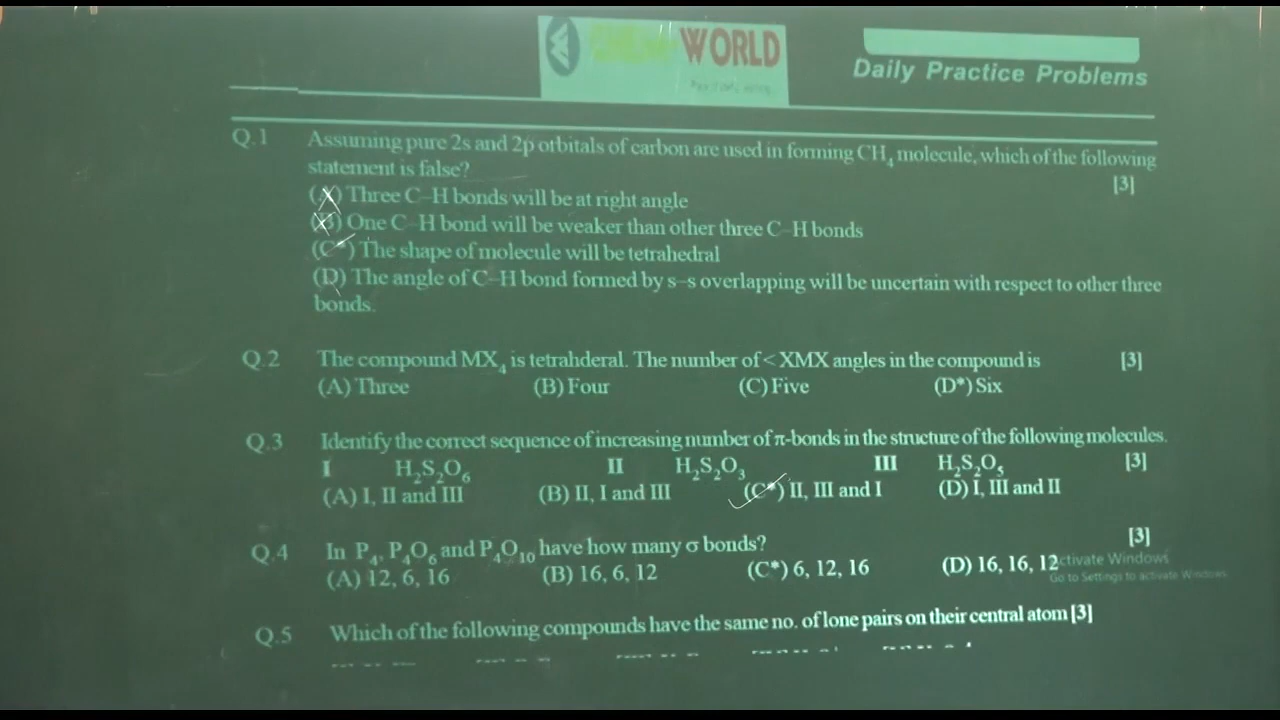 WORLD
Daily Practice Problems
Q.1 Assuming pure 2s and 2p orbitals of carbon are used in forming CH4 molecule, which of the following
statement is false? [3]
(A) Three C–H bonds will be at right angle
(B) One C–H bond will be weaker than other three C–H bonds
(C*) The shape of molecule will be tetrahedral
(D) The angle of C–H bond formed by s–s overlapping will be uncertain with respect to other three
bonds.
Q.2 The compound MX4 is tetrahderal. The number of < XMX angles in the compound is [3]
(A) Three (B) Four (C) Five (D*) Six
Q.3 Identify the correct sequence of increasing number of π-bonds in the structure of the following molecules.
I H2S2O6 II H2S2O3 III H2S2O5 [3]
(A) I, II and III (B) II, I and III (C*) II, III and I (D) I, III and II
Q.4 In P4, P4O6 and P4O10 have how many σ bonds? [3]
(A) 12, 6, 16 (B) 16, 6, 12 (C*) 6, 12, 16 (D) 16, 16, 12
Activate Windows
Go to Settings to activate Windows.
Q.5 Which of the following compounds have the same no. of lone pairs on their central atom [3]